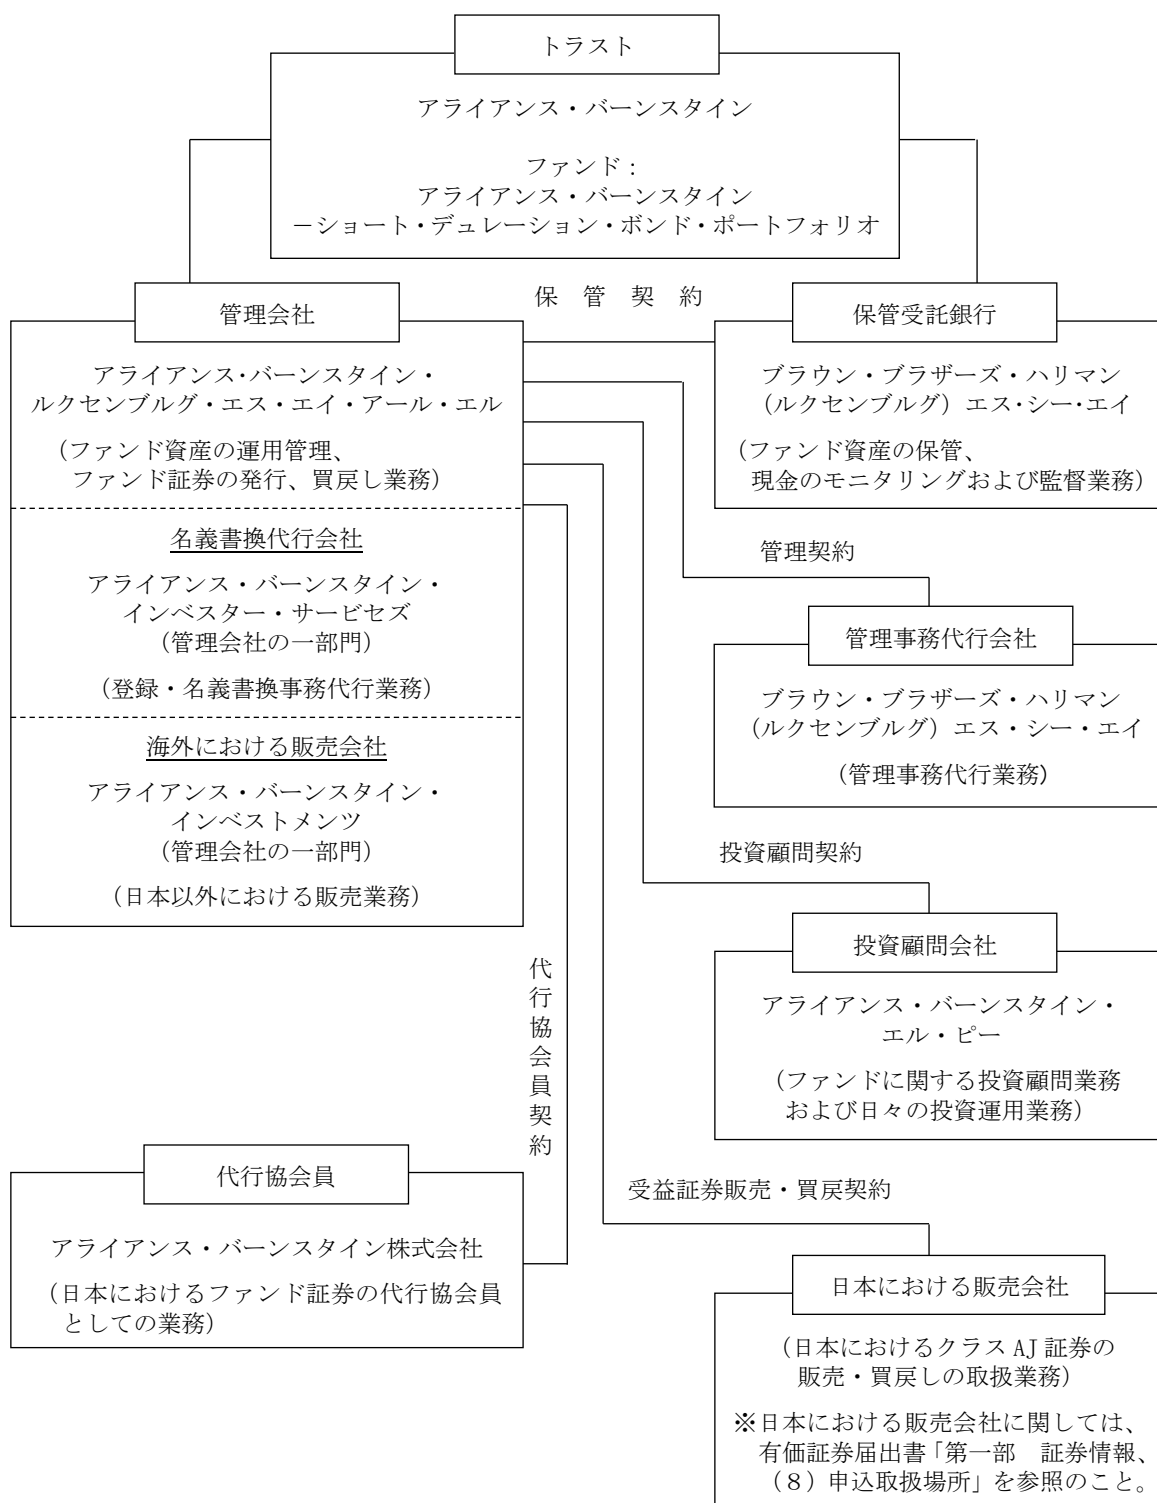 トラスト
アライアンス・バーンスタイン
ファンド：
アライアンス・バーンスタイン
－ショート・デュレーション・ボンド・ポートフォリオ
保　管　契　約
管理会社
アライアンス・バーンスタイン・
ルクセンブルグ・エス・エイ・アール・エル
（ファンド資産の運用管理、
ファンド証券の発行、買戻し業務）
名義書換代行会社
アライアンス・バーンスタイン・
インベスター・サービセズ
（管理会社の一部門）
（登録・名義書換事務代行業務）
海外における販売会社
アライアンス・バーンスタイン・
インベストメンツ
（管理会社の一部門）
（日本以外における販売業務）
保管受託銀行
ブラウン・ブラザーズ・ハリマン
（ルクセンブルグ）エス・シー・エイ
（ファンド資産の保管、
現金のモニタリングおよび監督業務）
管理契約
管理事務代行会社
ブラウン・ブラザーズ・ハリマン
（ルクセンブルグ）エス・シー・エイ
（管理事務代行業務）
投資顧問契約
投資顧問会社
アライアンス・バーンスタイン・
エル・ピー
（ファンドに関する投資顧問業務
および日々の投資運用業務）
代行協会員契約
代行協会員
アライアンス・バーンスタイン株式会社
（日本におけるファンド証券の代行協会員
としての業務）
受益証券販売・買戻契約
日本における販売会社
（日本におけるクラス AJ 証券の
販売・買戻しの取扱業務）
※日本における販売会社に関しては、
有価証券届出書「第一部　証券情報、
（８）申込取扱場所」を参照のこと。